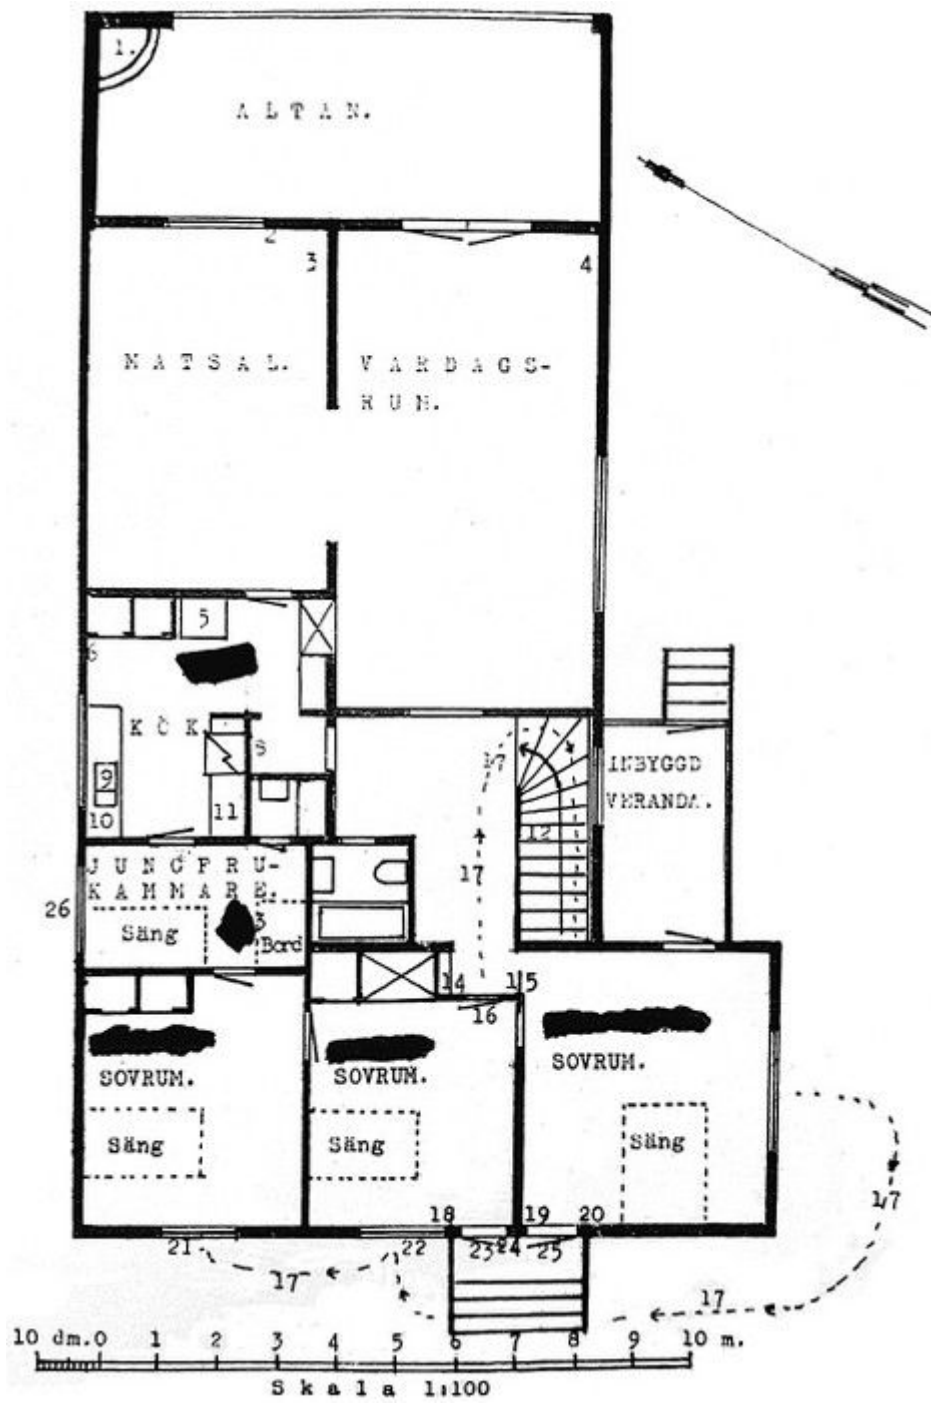 1.
ALTAN.
2
3
4
MATSAL.
VARDAGS-
RUM.
5
6
KÖK
8
9
10
11
17
12
INBYGGD
VERANDA.
17
JUNGFRU-
KAMMARE.
26
Säng
3
Bord
14
15
16
SOVRUM.
SOVRUM.
SOVRUM.
Säng
Säng
Säng
17
18
19
20
21
22
23
24
25
17
17
10 dm. 0 1 2 3 4 5 6 7 8 9 10 m.
Skala 1:100